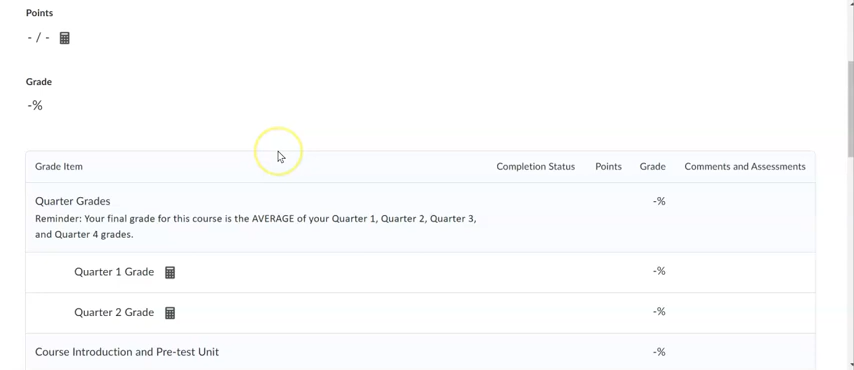 Points
- / -
Grade
-%
Grade Item Completion Status Points Grade Comments and Assessments
Quarter Grades -%
Reminder: Your final grade for this course is the AVERAGE of your Quarter 1, Quarter 2, Quarter 3,
and Quarter 4 grades.
Quarter 1 Grade -%
Quarter 2 Grade -%
Course Introduction and Pre-test Unit -%